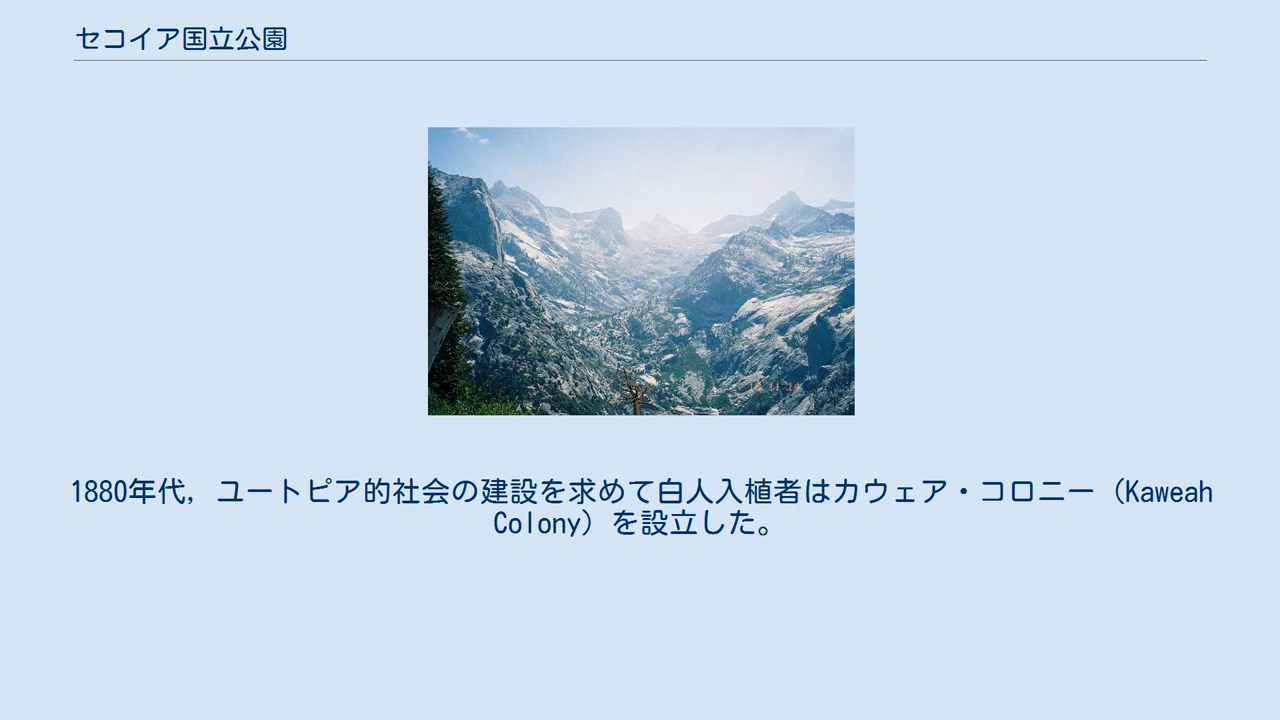 セコイア国立公園
1880年代，ユートピア的社会の建設を求めて白人入植者はカウェア・コロニー（Kaweah
Colony）を設立した。